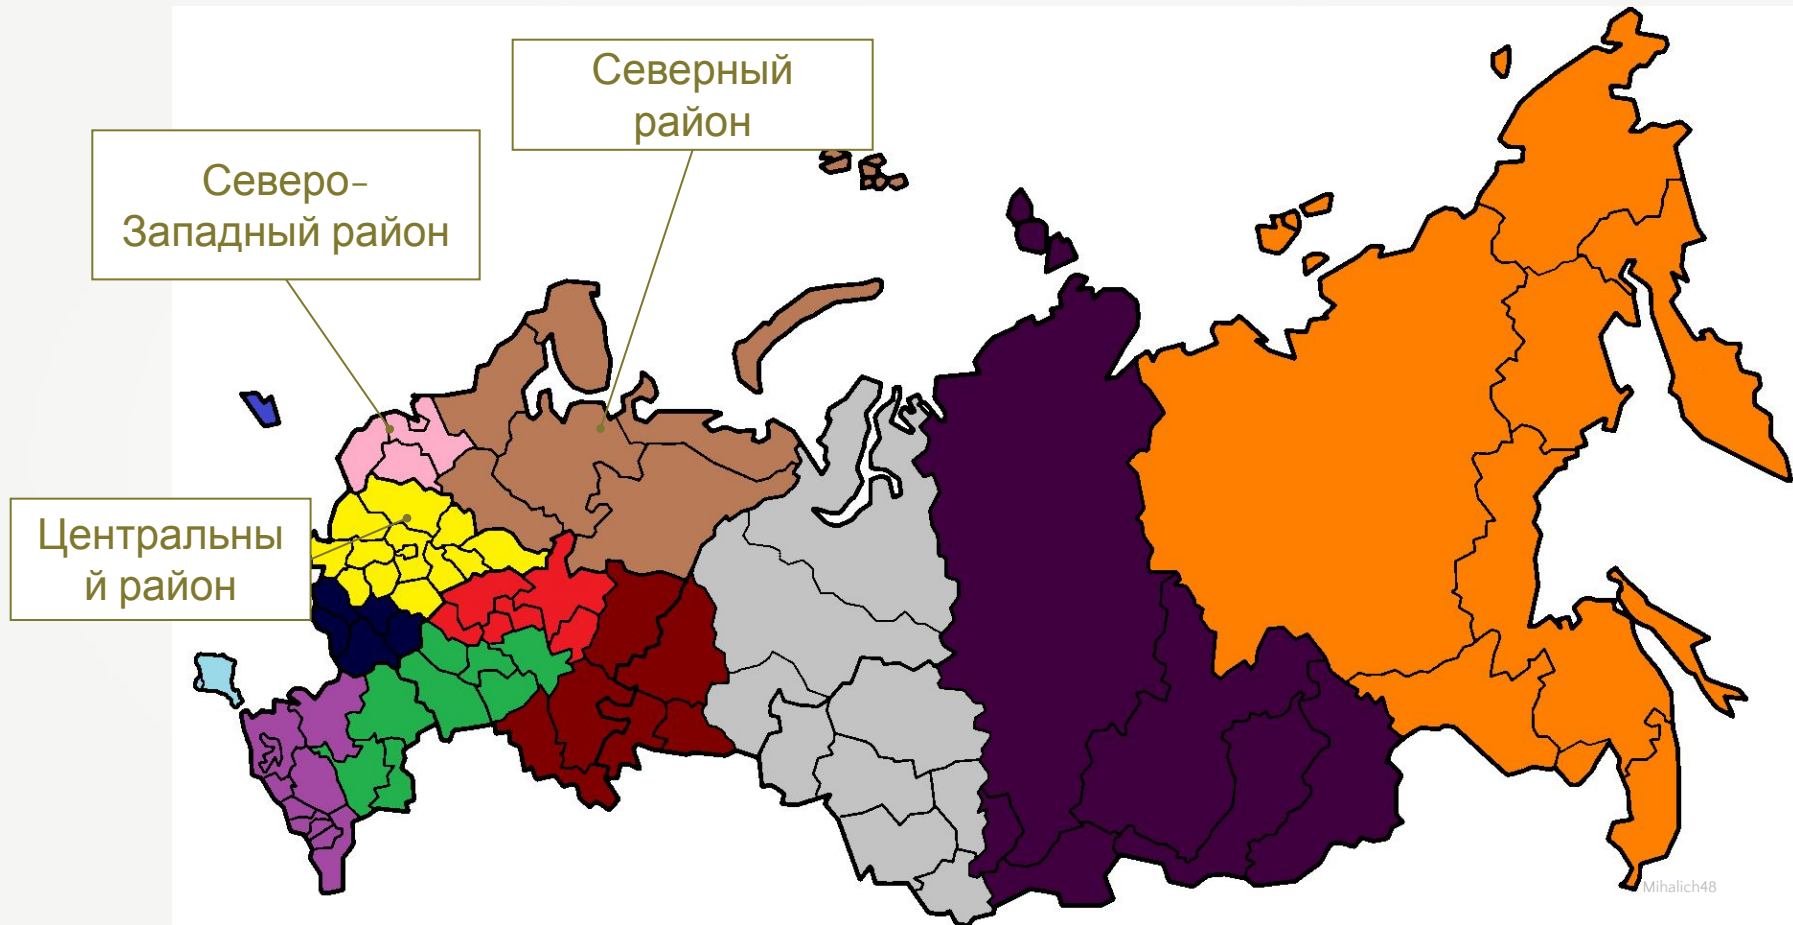 Северный
район
Северо-
Западный район
Центральны
й район
Mihalich48